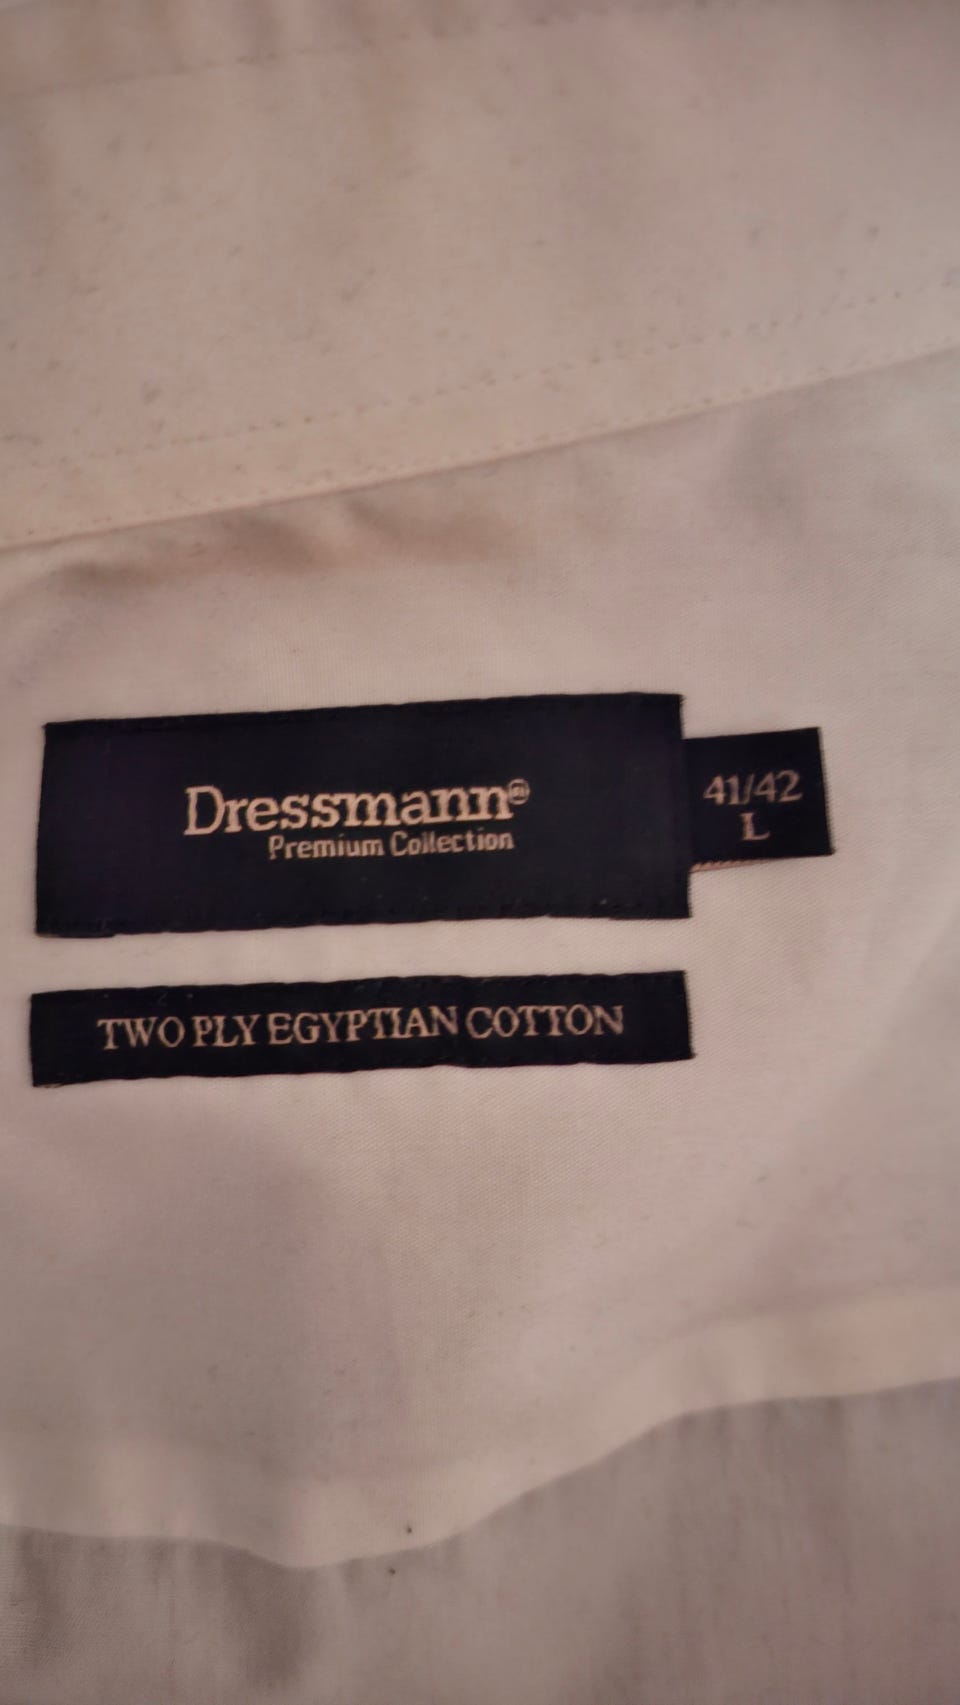 Dressmann®
Premium Collection
41/42
L
TWO PLY EGYPTIAN COTTON